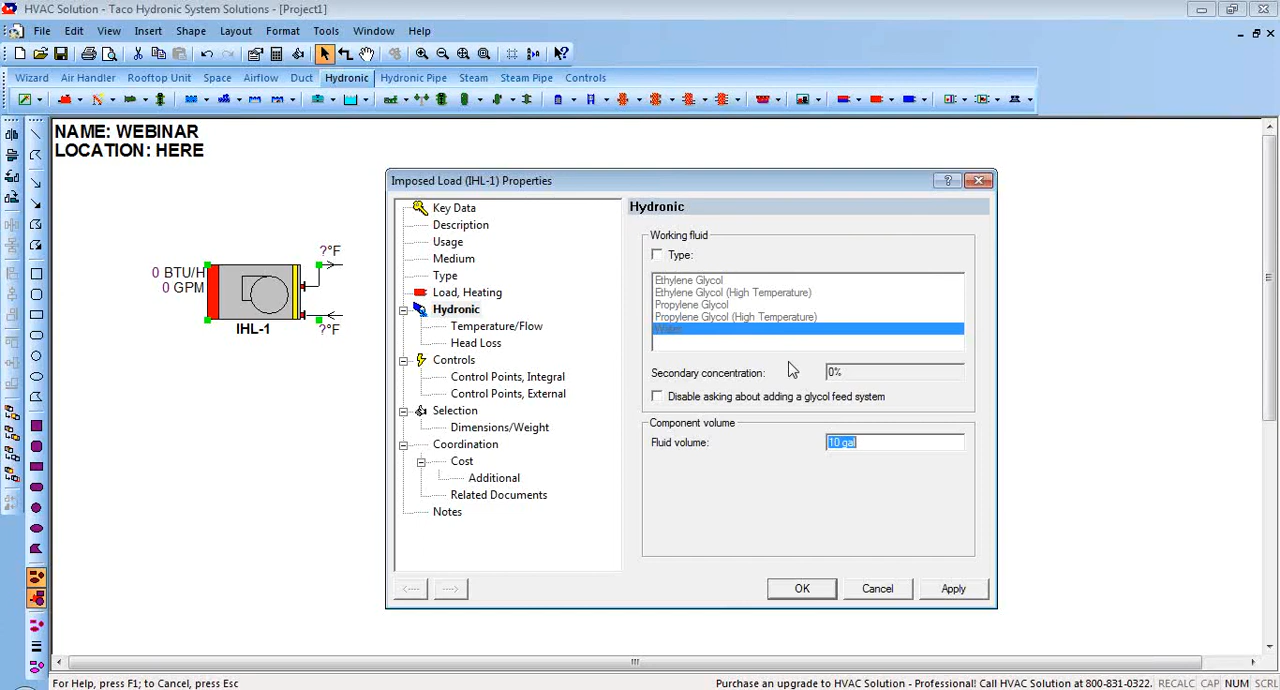 HVAC Solution - Taco Hydronic System Solutions - [Project1]
File Edit View Insert Shape Layout Format Tools Window Help
Wizard Air Handler Rooftop Unit Space Airflow Duct Hydronic Hydronic Pipe Steam Steam Pipe Controls
NAME: WEBINAR
LOCATION: HERE
?°F
0 BTU/H
0 GPM
IHL-1
?°F
Imposed Load (IHL-1) Properties
Key Data
Description
Usage
Medium
Type
Load, Heating
Hydronic
Temperature/Flow
Head Loss
Controls
Control Points, Integral
Control Points, External
Selection
Dimensions/Weight
Coordination
Cost
Additional
Related Documents
Notes
Hydronic
Working fluid
Type:
Ethylene Glycol
Ethylene Glycol (High Temperature)
Propylene Glycol
Propylene Glycol (High Temperature)
Water
Secondary concentration: 0%
Disable asking about adding a glycol feed system
Component volume
Fluid volume: 10 gal
<--- ---> OK Cancel Apply
For Help, press F1; to Cancel, press Esc
Purchase an upgrade to HVAC Solution - Professional! Call HVAC Solution at 800-831-0322. RECALC CAP NUM SCRL